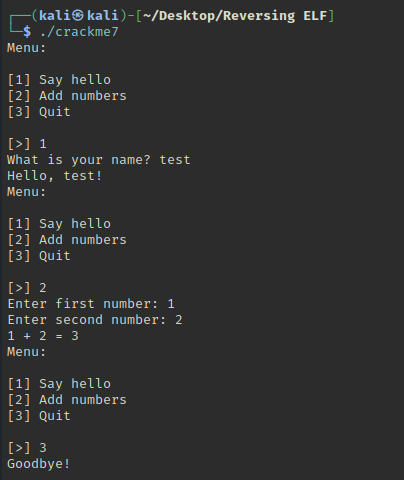 ┌──(kali㉿kali)-[~/Desktop/Reversing ELF]
└─$ ./crackme7
Menu:

[1] Say hello
[2] Add numbers
[3] Quit

[>] 1
What is your name? test
Hello, test!
Menu:

[1] Say hello
[2] Add numbers
[3] Quit

[>] 2
Enter first number: 1
Enter second number: 2
1 + 2 = 3
Menu:

[1] Say hello
[2] Add numbers
[3] Quit

[>] 3
Goodbye!